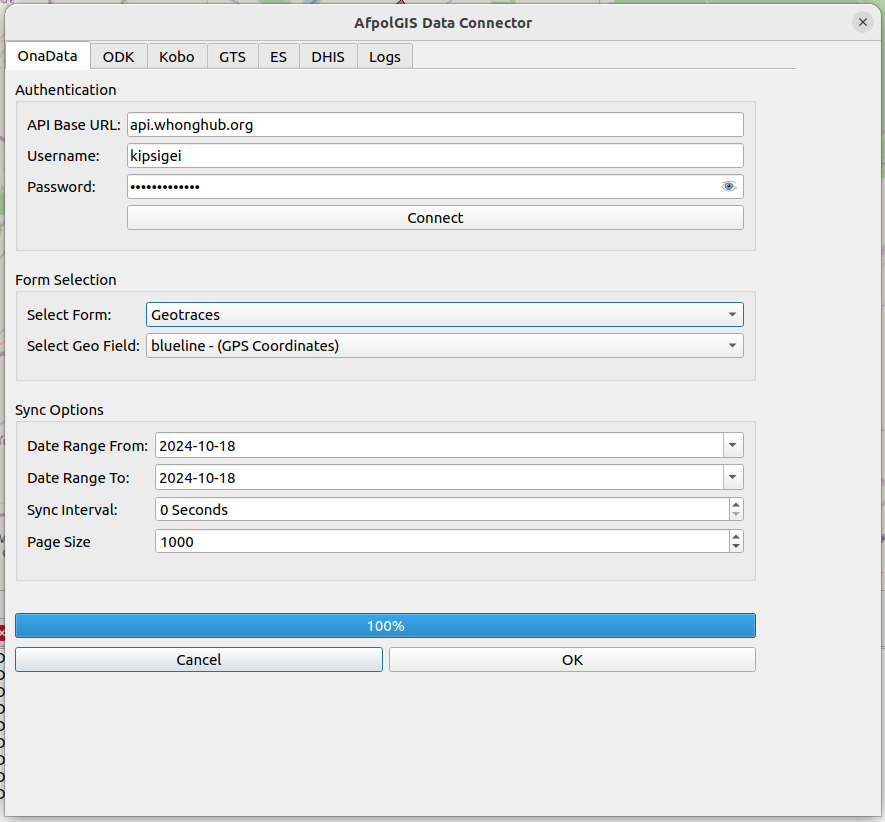 AfpolGIS Data Connector
OnaData ODK Kobo GTS ES DHIS Logs
Authentication
API Base URL: api.whonghub.org
Username: kipsigei
Password: •••••••••••••
Connect
Form Selection
Select Form: Geotraces
Select Geo Field: blueline - (GPS Coordinates)
Sync Options
Date Range From: 2024-10-18
Date Range To: 2024-10-18
Sync Interval: 0 Seconds
Page Size 1000
100%
Cancel OK